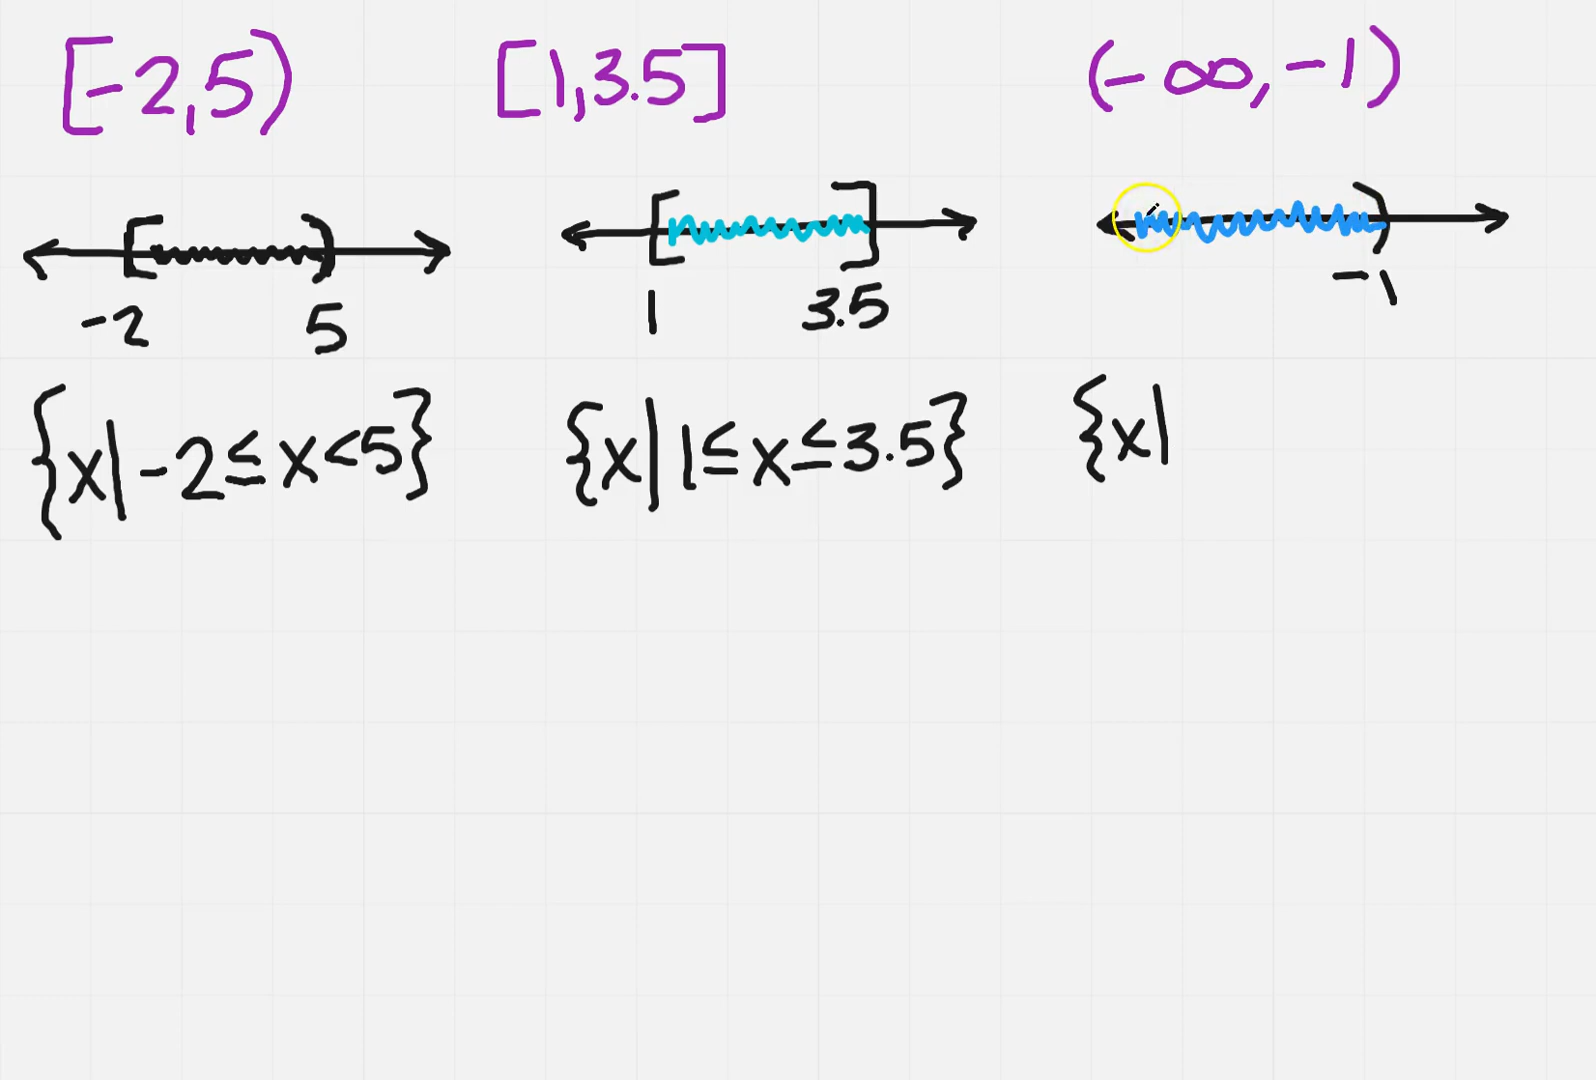 [-2,5) [1,3.5] (-∞,-1)
-2 5 1 3.5 -1
{x|-2≤x<5} {x|1≤x≤3.5} {x|